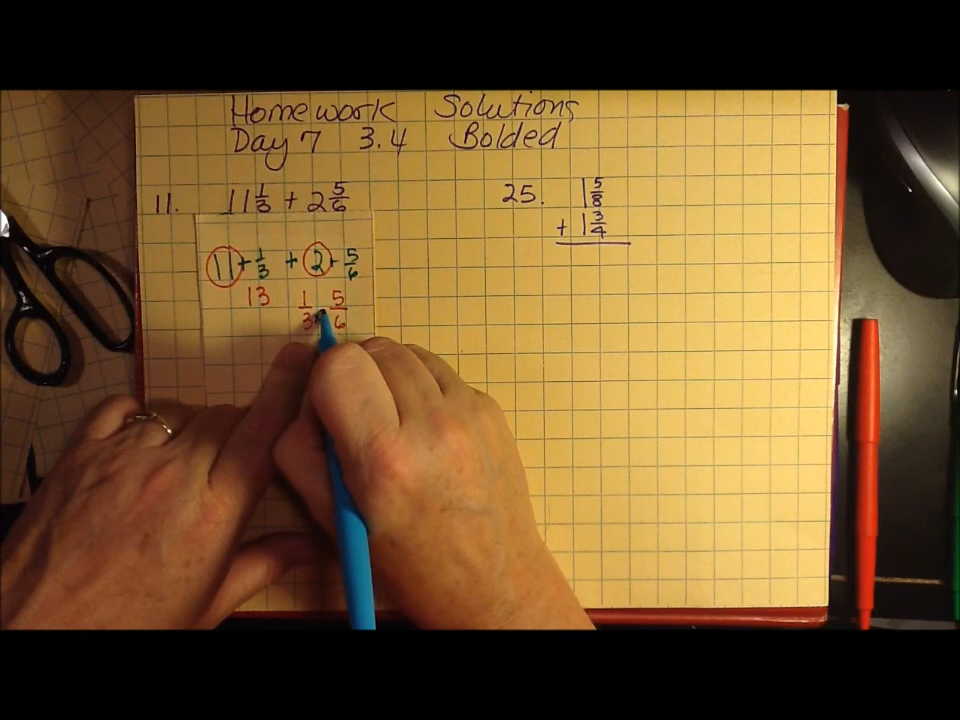 Homework Solutions
Day 7 3.4 Bolded
11. 11 1/3 + 2 5/6
11 + 1/3 + 2 + 5/6
13 1/3 5/6
25. 1 5/8
+ 1 3/4